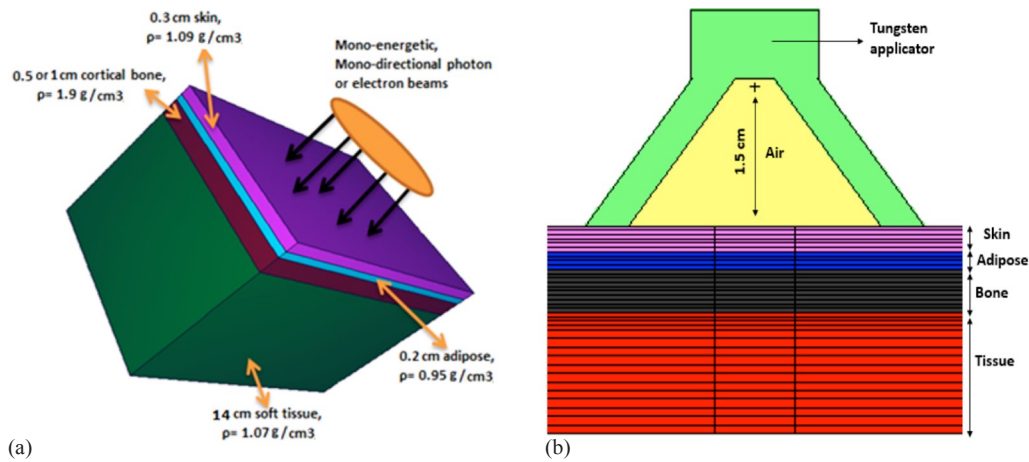 0.3 cm skin,
ρ= 1.09 g/cm3
0.5 or 1 cm cortical bone,
ρ= 1.9 g/cm3
Mono-energetic,
Mono-directional photon
or electron beams
0.2 cm adipose,
ρ= 0.95 g/cm3
14 cm soft tissue,
ρ= 1.07 g/cm3
(a)
Tungsten
applicator
1.5 cm
Air
Skin
Adipose
Bone
Tissue
(b)